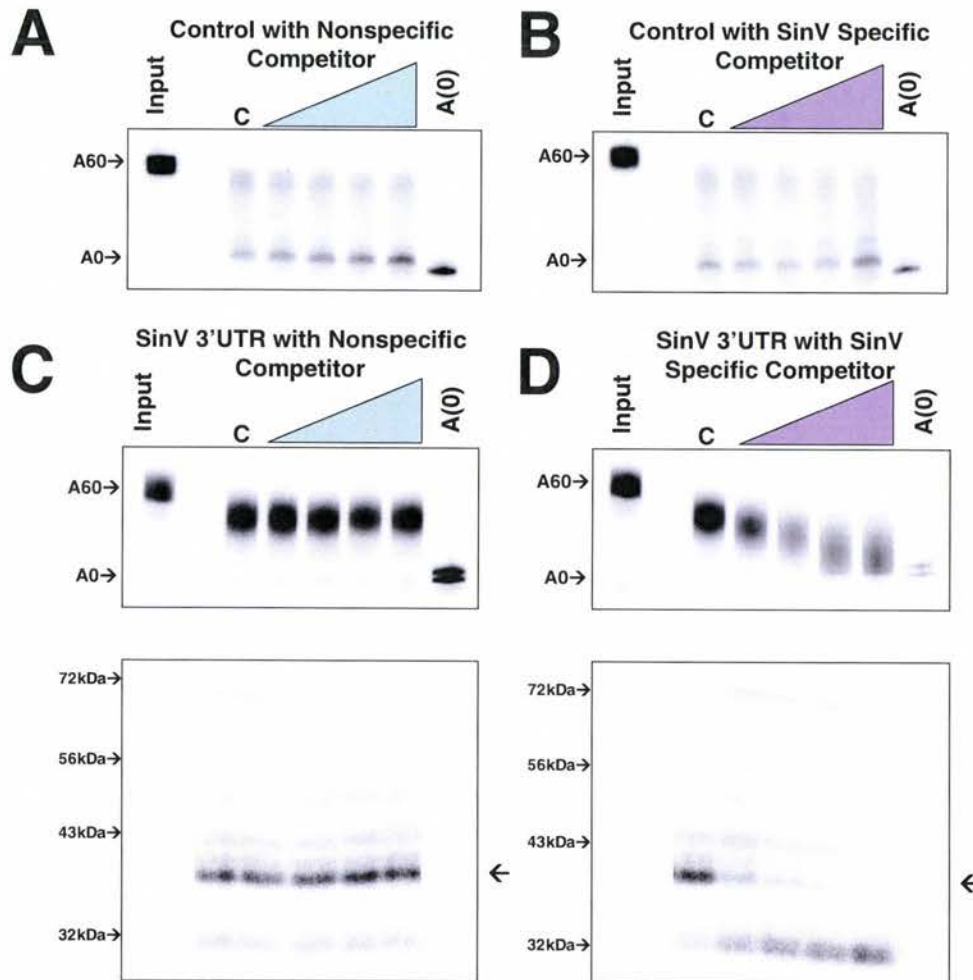 A
Control with Nonspecific
Competitor
Input
C
A(0)
A60→
A0→
B
Control with SinV Specific
Competitor
Input
C
A(0)
A60→
A0→
C
SinV 3'UTR with Nonspecific
Competitor
Input
C
A(0)
A60→
A0→
72kDa→
56kDa→
43kDa→
32kDa→
←
D
SinV 3'UTR with SinV
Specific Competitor
Input
C
A(0)
A60→
A0→
72kDa→
56kDa→
43kDa→
32kDa→
←